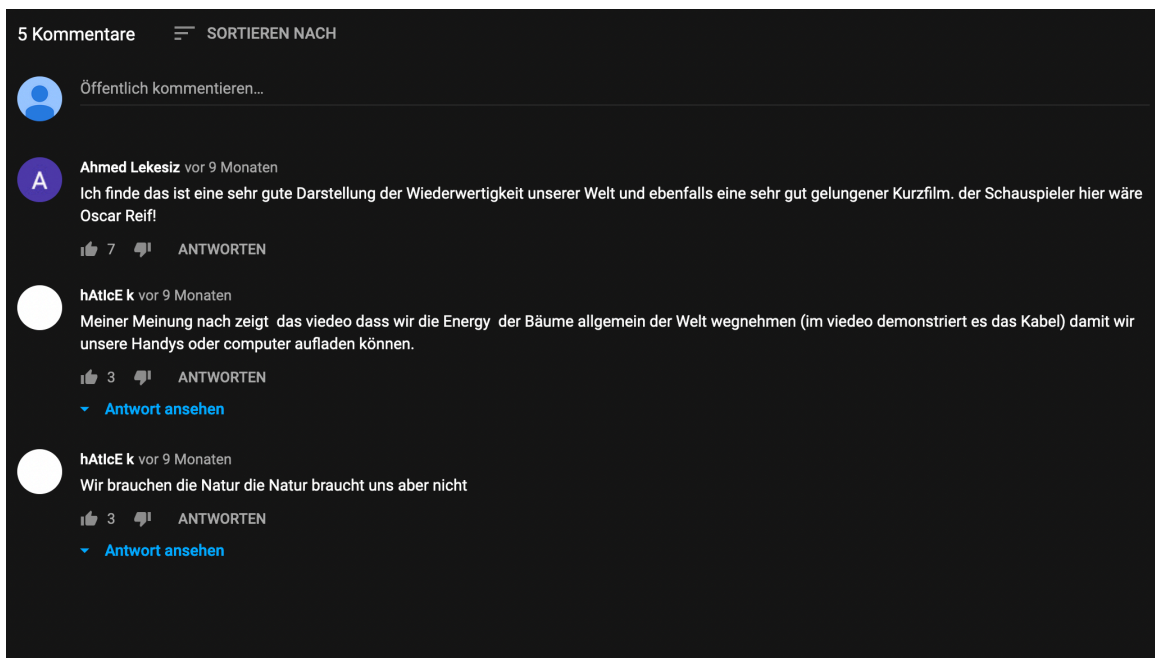 5 Kommentare SORTIEREN NACH
Öffentlich kommentieren...
A
Ahmed Lekesiz vor 9 Monaten
Ich finde das ist eine sehr gute Darstellung der Wiederwertigkeit unserer Welt und ebenfalls eine sehr gut gelungener Kurzfilm. der Schauspieler hier wäre
Oscar Reif!
7 ANTWORTEN
hAtIcE k vor 9 Monaten
Meiner Meinung nach zeigt das viedeo dass wir die Energy der Bäume allgemein der Welt wegnehmen (im viedeo demonstriert es das Kabel) damit wir
unsere Handys oder computer aufladen können.
3 ANTWORTEN
Antwort ansehen
hAtIcE k vor 9 Monaten
Wir brauchen die Natur die Natur braucht uns aber nicht
3 ANTWORTEN
Antwort ansehen